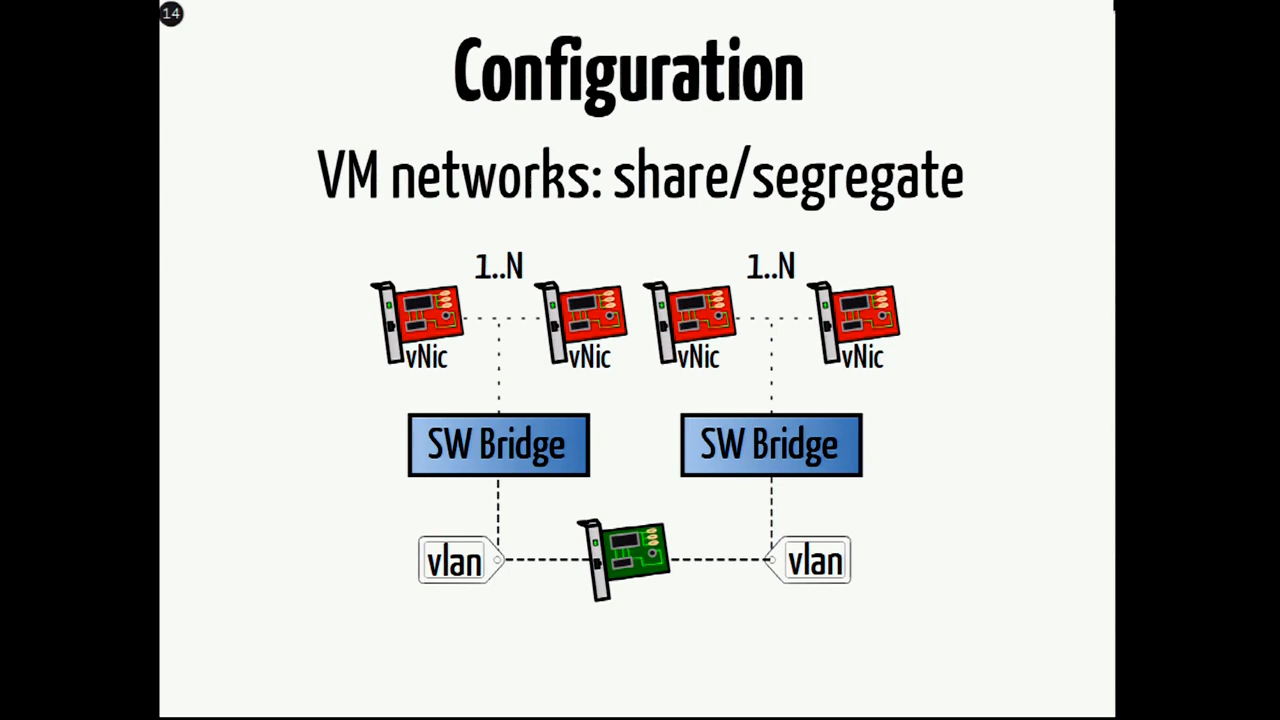 14
Configuration
VM networks: share/segregate
1..N 1..N
vNic vNic vNic vNic
SW Bridge SW Bridge
vlan vlan